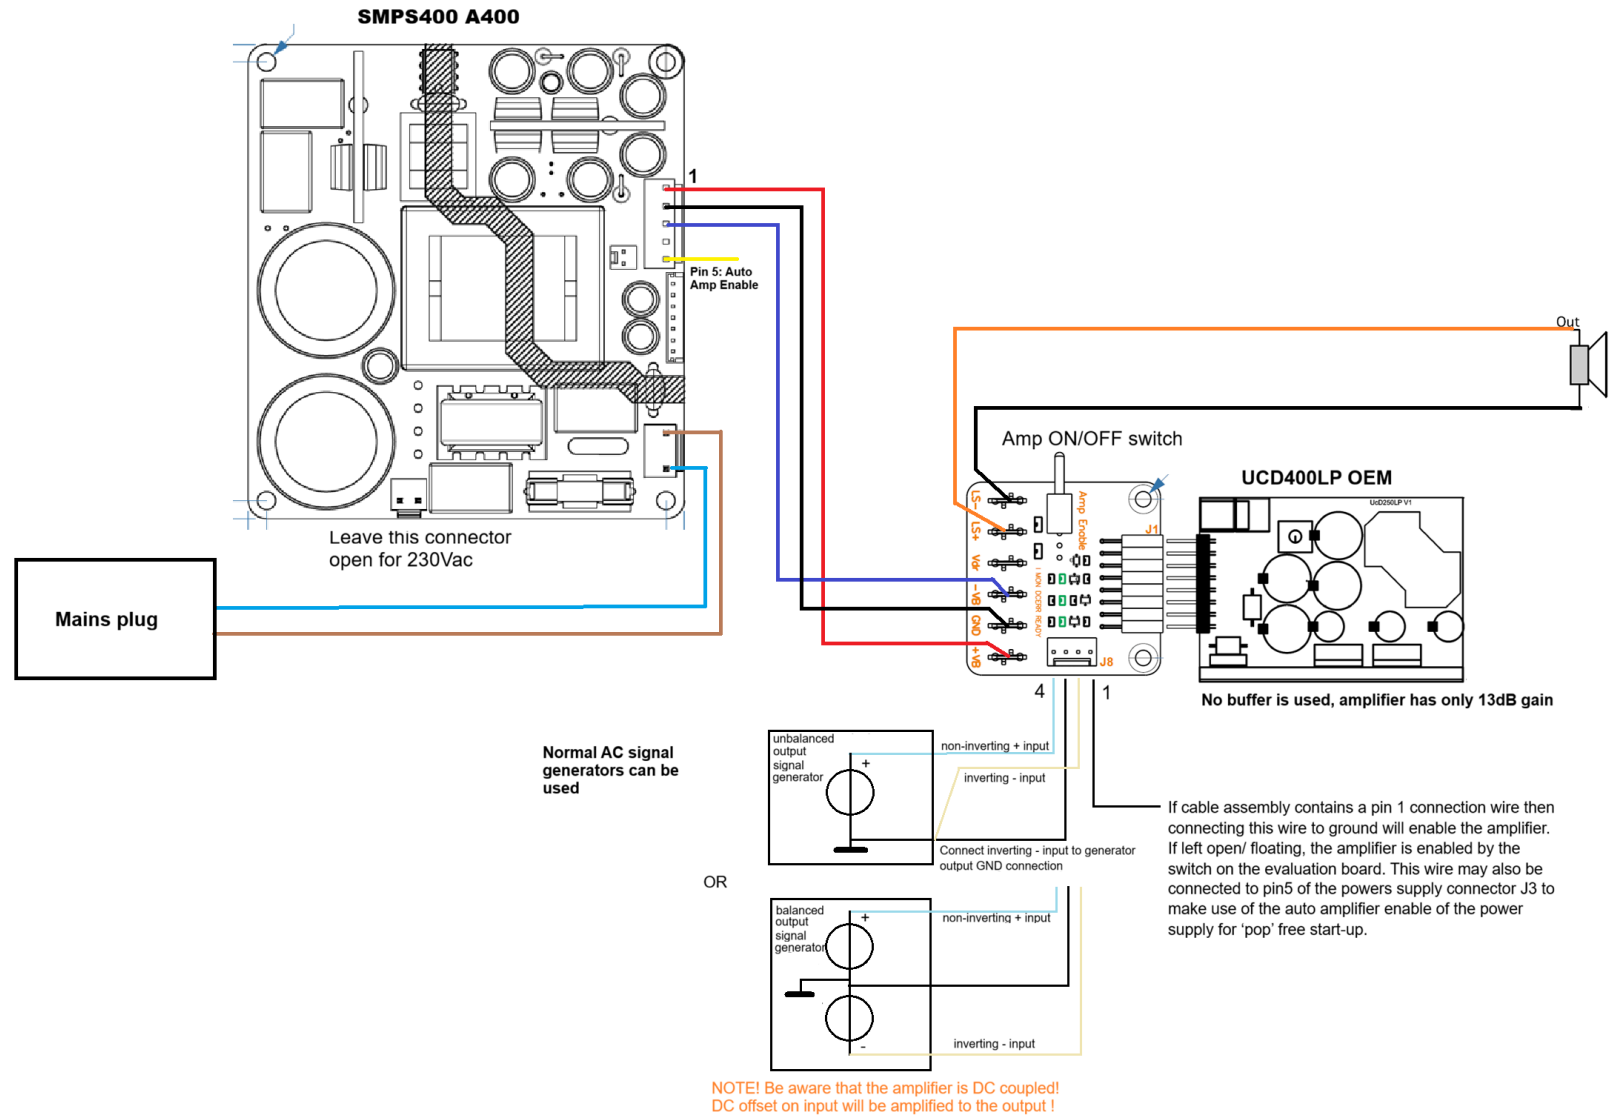 SMPS400 A400
1
Pin 5: Auto
Amp Enable
Out
Amp ON/OFF switch
UCD400LP OEM
UcD250LP V1
LS-
LS+
Vdr
-VB
GND
+VB
Amp Enable
J1
I MON
DCERR
READY
J8
Leave this connector
open for 230Vac
Mains plug
4
1
No buffer is used, amplifier has only 13dB gain
Normal AC signal
generators can be
used
unbalanced
output
signal
generator
+
non-inverting + input
inverting - input
Connect inverting - input to generator
output GND connection
If cable assembly contains a pin 1 connection wire then
connecting this wire to ground will enable the amplifier.
If left open/ floating, the amplifier is enabled by the
switch on the evaluation board. This wire may also be
connected to pin5 of the powers supply connector J3 to
make use of the auto amplifier enable of the power
supply for ‘pop’ free start-up.
OR
balanced
output
signal
generator
+
-
non-inverting + input
inverting - input
NOTE! Be aware that the amplifier is DC coupled!
DC offset on input will be amplified to the output !